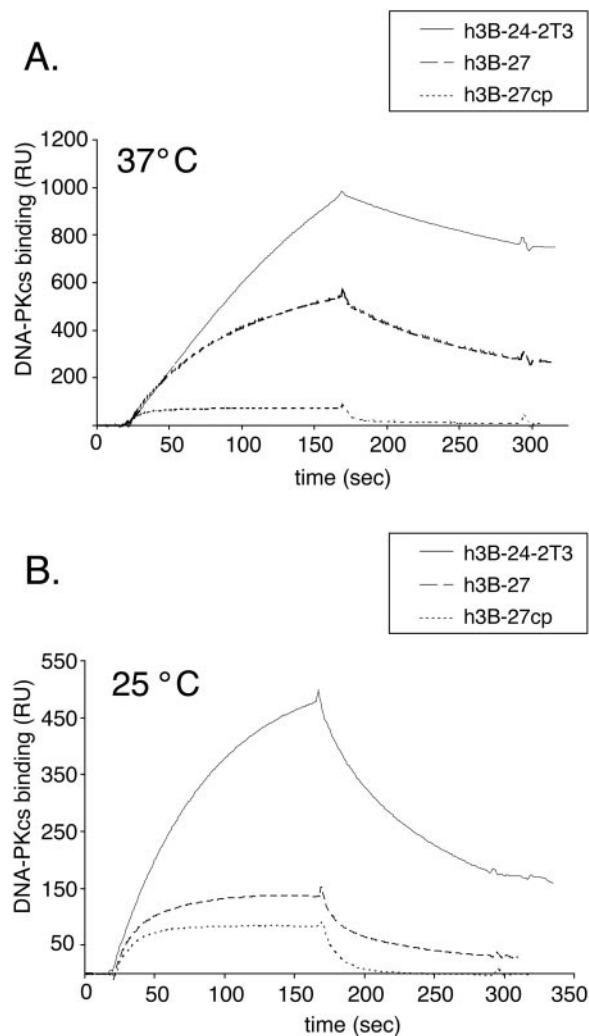 A.
h3B-24-2T3
h3B-27
h3B-27cp
37°C
DNA-PKcs binding (RU)
1200
1000
800
600
400
200
0 50 100 150 200 250 300
time (sec)
B.
h3B-24-2T3
h3B-27
h3B-27cp
25 °C
DNA-PKcs binding (RU)
550
450
350
250
150
50
0 50 100 150 200 250 300 350
time (sec)